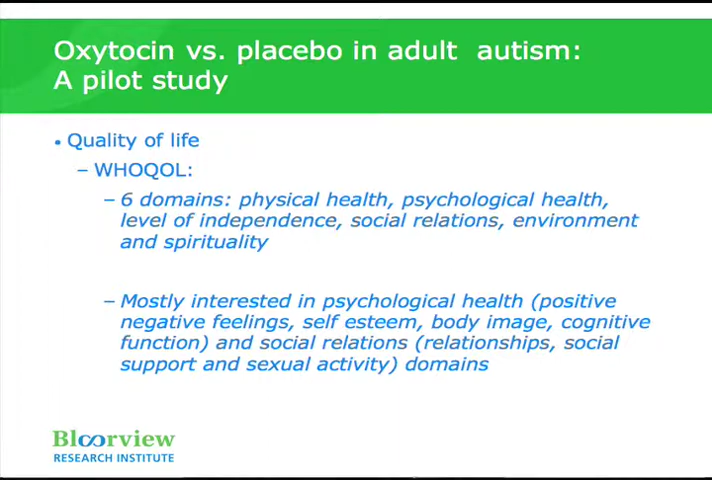 Oxytocin vs. placebo in adult autism:
A pilot study
• Quality of life
– WHOQOL:
– 6 domains: physical health, psychological health,
level of independence, social relations, environment
and spirituality
– Mostly interested in psychological health (positive
negative feelings, self esteem, body image, cognitive
function) and social relations (relationships, social
support and sexual activity) domains
Bloorview
RESEARCH INSTITUTE